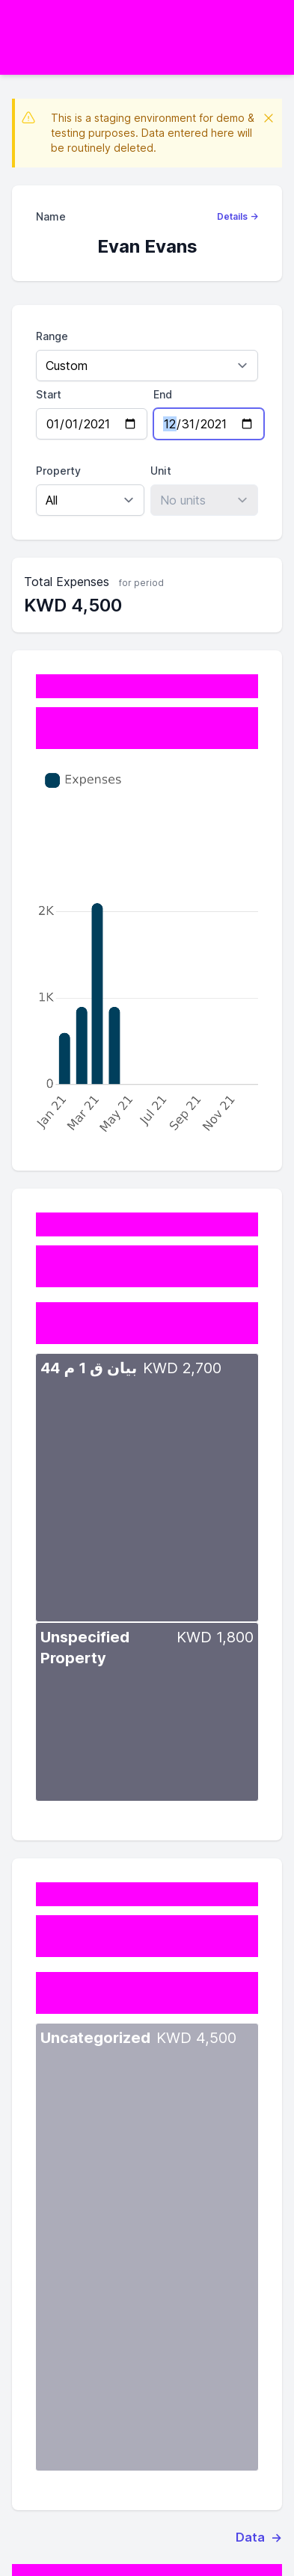 This is a staging environment for demo &
testing purposes. Data entered here will
be routinely deleted.
Name
Details →
Evan Evans
Range
Custom
Start
End
01/01/2021
12/31/2021
Property
Unit
All
No units
Total Expenses for period
KWD 4,500
Expenses
2K
1K
0
Jan 21
Mar 21
May 21
Jul 21
Sep 21
Nov 21
بيان ق 1 م 44 KWD 2,700
Unspecified
Property
KWD 1,800
Uncategorized KWD 4,500
Data →